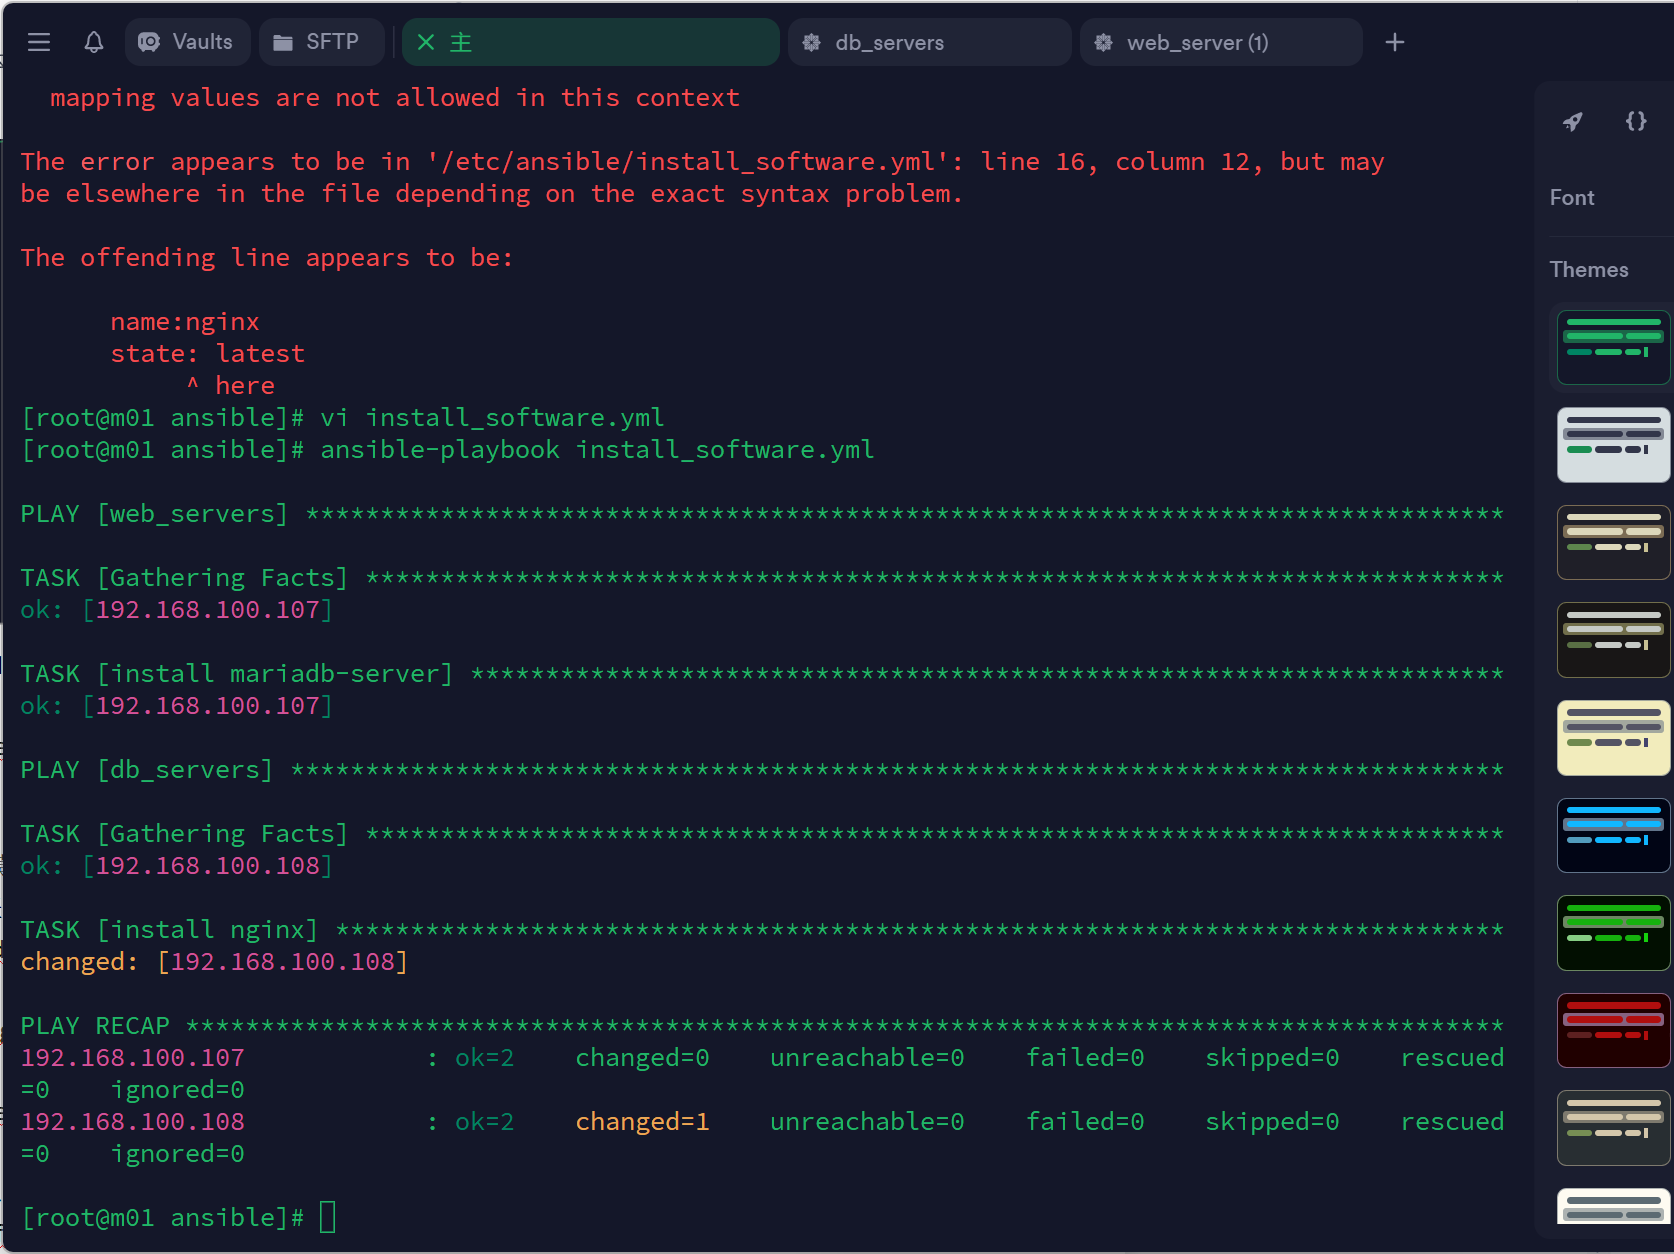 Vaults
SFTP
主
db_servers
web_server (1)
mapping values are not allowed in this context
The error appears to be in '/etc/ansible/install_software.yml': line 16, column 12, but may
be elsewhere in the file depending on the exact syntax problem.
The offending line appears to be:
name:nginx
state: latest
^ here
[root@m01 ansible]# vi install_software.yml
[root@m01 ansible]# ansible-playbook install_software.yml
PLAY [web_servers] ********************************************************************************
TASK [Gathering Facts] ****************************************************************************
ok: [192.168.100.107]
TASK [install mariadb-server] *********************************************************************
ok: [192.168.100.107]
PLAY [db_servers] *********************************************************************************
TASK [Gathering Facts] ****************************************************************************
ok: [192.168.100.108]
TASK [install nginx] ******************************************************************************
changed: [192.168.100.108]
PLAY RECAP ****************************************************************************************
192.168.100.107 : ok=2 changed=0 unreachable=0 failed=0 skipped=0 rescued
=0 ignored=0
192.168.100.108 : ok=2 changed=1 unreachable=0 failed=0 skipped=0 rescued
=0 ignored=0
[root@m01 ansible]#
{}
Font
Themes